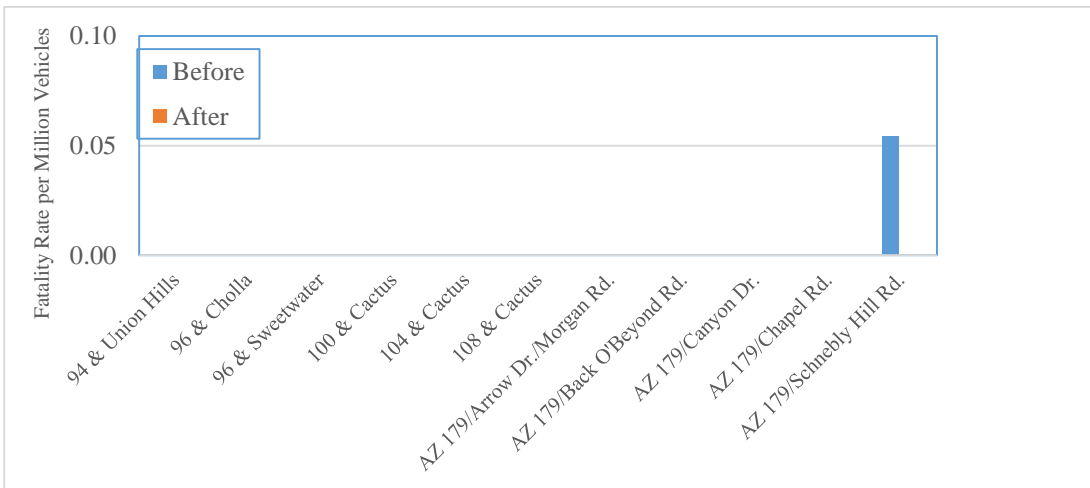 Fatality Rate per Million Vehicles
0.10
0.05
0.00
Before
After
94 & Union Hills
96 & Cholla
96 & Sweetwater
100 & Cactus
104 & Cactus
108 & Cactus
AZ 179/Arrow Dr./Morgan Rd.
AZ 179/Back O'Beyond Rd.
AZ 179/Canyon Dr.
AZ 179/Chapel Rd.
AZ 179/Schnebly Hill Rd.